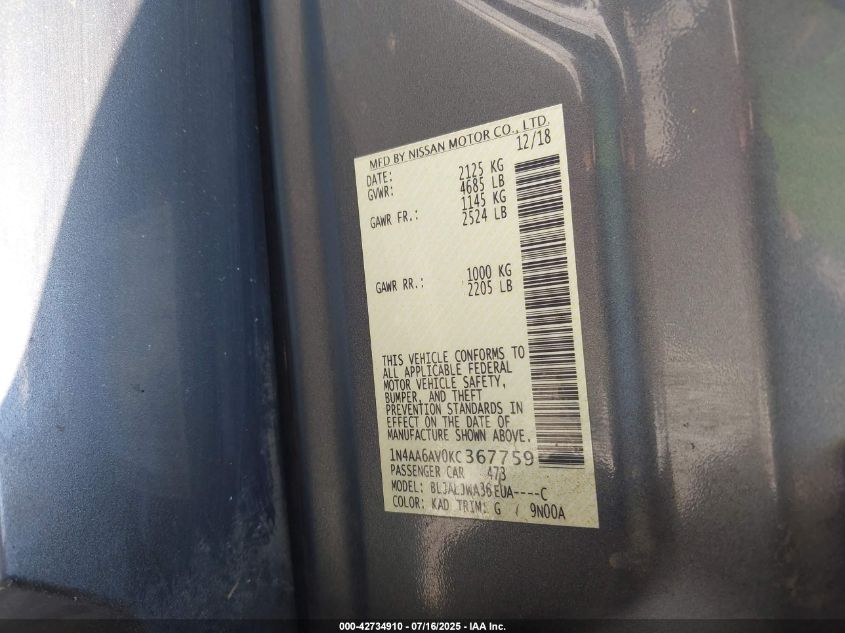 MFD BY NISSAN MOTOR CO., LTD.
DATE: 12/18
GVWR: 2125 KG
4685 LB
GAWR FR.: 1145 KG
2524 LB
GAWR RR.: 1000 KG
2205 LB
THIS VEHICLE CONFORMS TO
ALL APPLICABLE FEDERAL
MOTOR VEHICLE SAFETY,
BUMPER, AND THEFT
PREVENTION STANDARDS IN
EFFECT ON THE DATE OF
MANUFACTURE SHOWN ABOVE.
1N4AA6AV0KC367759
PASSENGER CAR 473
MODEL: BLJALJWA36EUA----C
COLOR: KAD TRIM: G / 9N00A
000-42734910 - 07/16/2025 - IAA Inc.